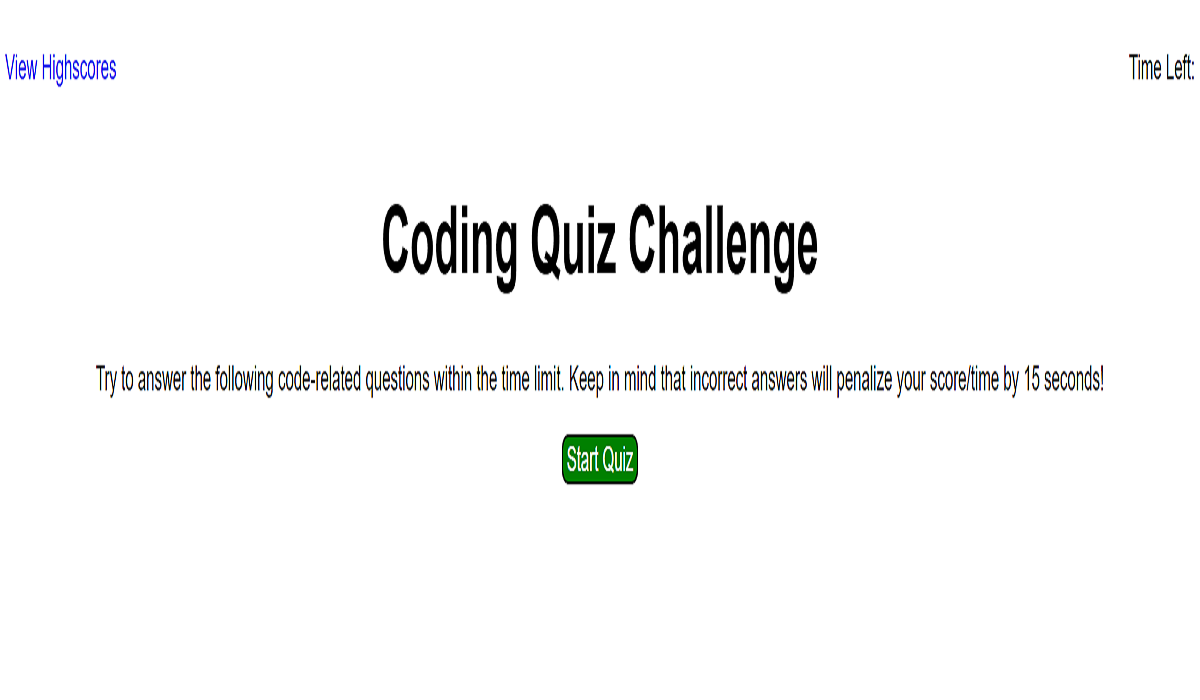 View Highscores
Time Left:
Coding Quiz Challenge
Try to answer the following code-related questions within the time limit. Keep in mind that incorrect answers will penalize your score/time by 15 seconds!
Start Quiz